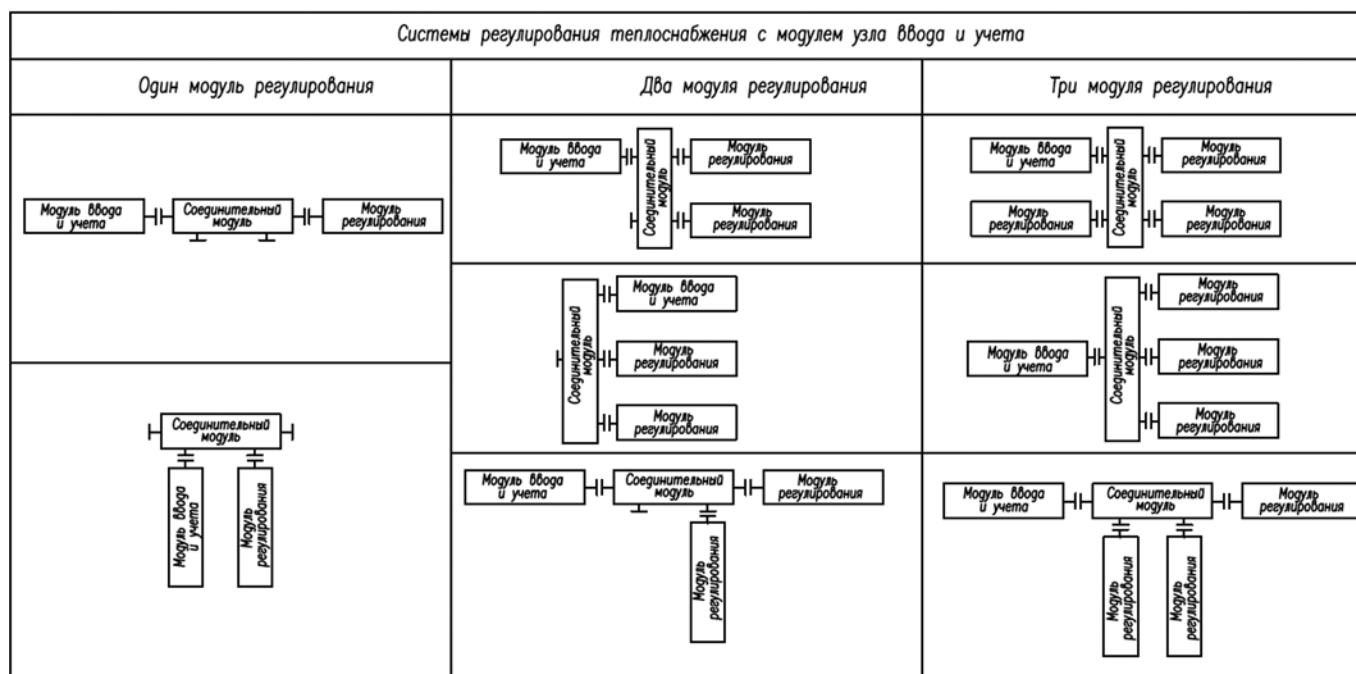 Системы регулирования теплоснабжения с модулем узла ввода и учета
Один модуль регулирования
Два модуля регулирования
Три модуля регулирования
Модуль ввода
и учета
Соединительный
модуль
Модуль
регулирования
Соединительный
модуль
Модуль ввода
и учета
Модуль
регулирования
Модуль ввода
и учета
Соединительный
модуль
Модуль
регулирования
Модуль
регулирования
Соединительный
модуль
Модуль ввода
и учета
Модуль
регулирования
Модуль
регулирования
Модуль ввода
и учета
Соединительный
модуль
Модуль
регулирования
Модуль
регулирования
Модуль ввода
и учета
Соединительный
модуль
Модуль
регулирования
Модуль
регулирования
Модуль
регулирования
Модуль
регулирования
Модуль ввода
и учета
Соединительный
модуль
Модуль
регулирования
Модуль
регулирования
Модуль ввода
и учета
Соединительный
модуль
Модуль
регулирования
Модуль
регулирования
Модуль
регулирования